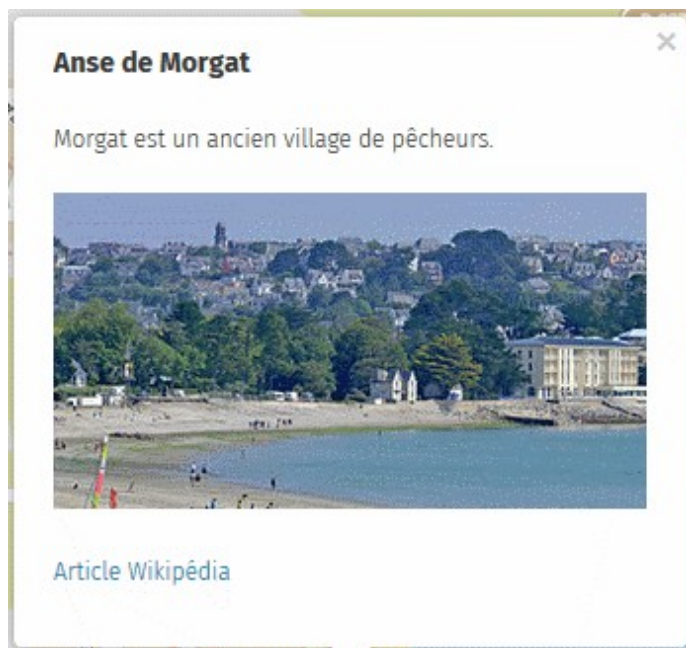 Anse de Morgat
×
Morgat est un ancien village de pêcheurs.
Article Wikipédia